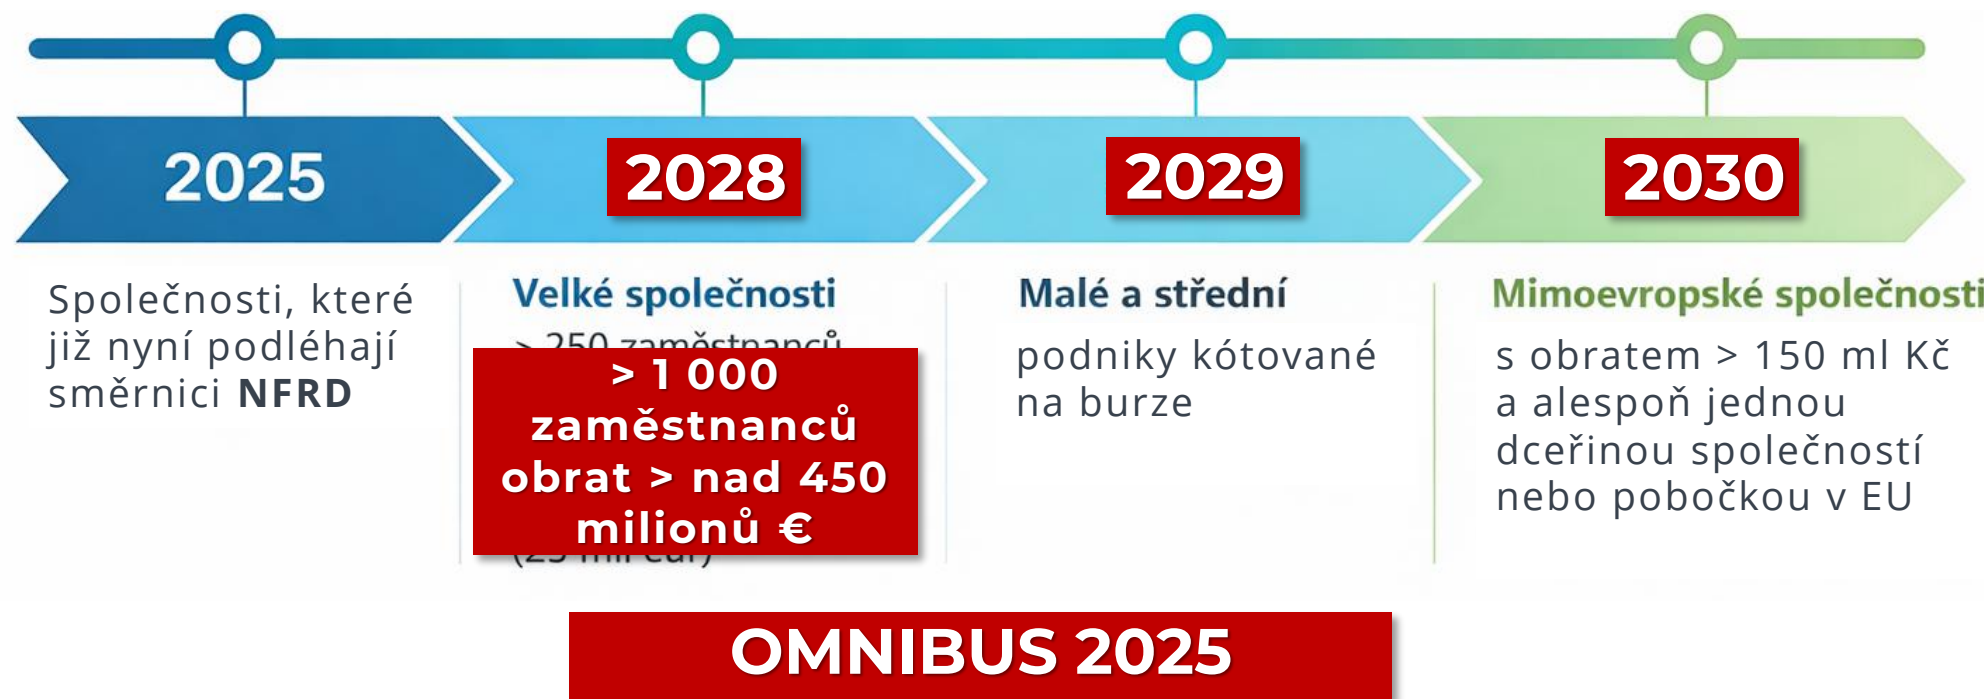 2025
2028
2029
2030
Společnosti, které
již nyní podléhají
směrnici NFRD
Velké společnosti
> 250 zaměstnanců
> 1 000
zaměstnanců
obrat > nad 450
milionů €
Malé a střední
podniky kótované
na burze
Mimoevropské společnosti
s obratem > 150 ml Kč
a alespoň jednou
dceřinou společností
nebo pobočkou v EU
OMNIBUS 2025